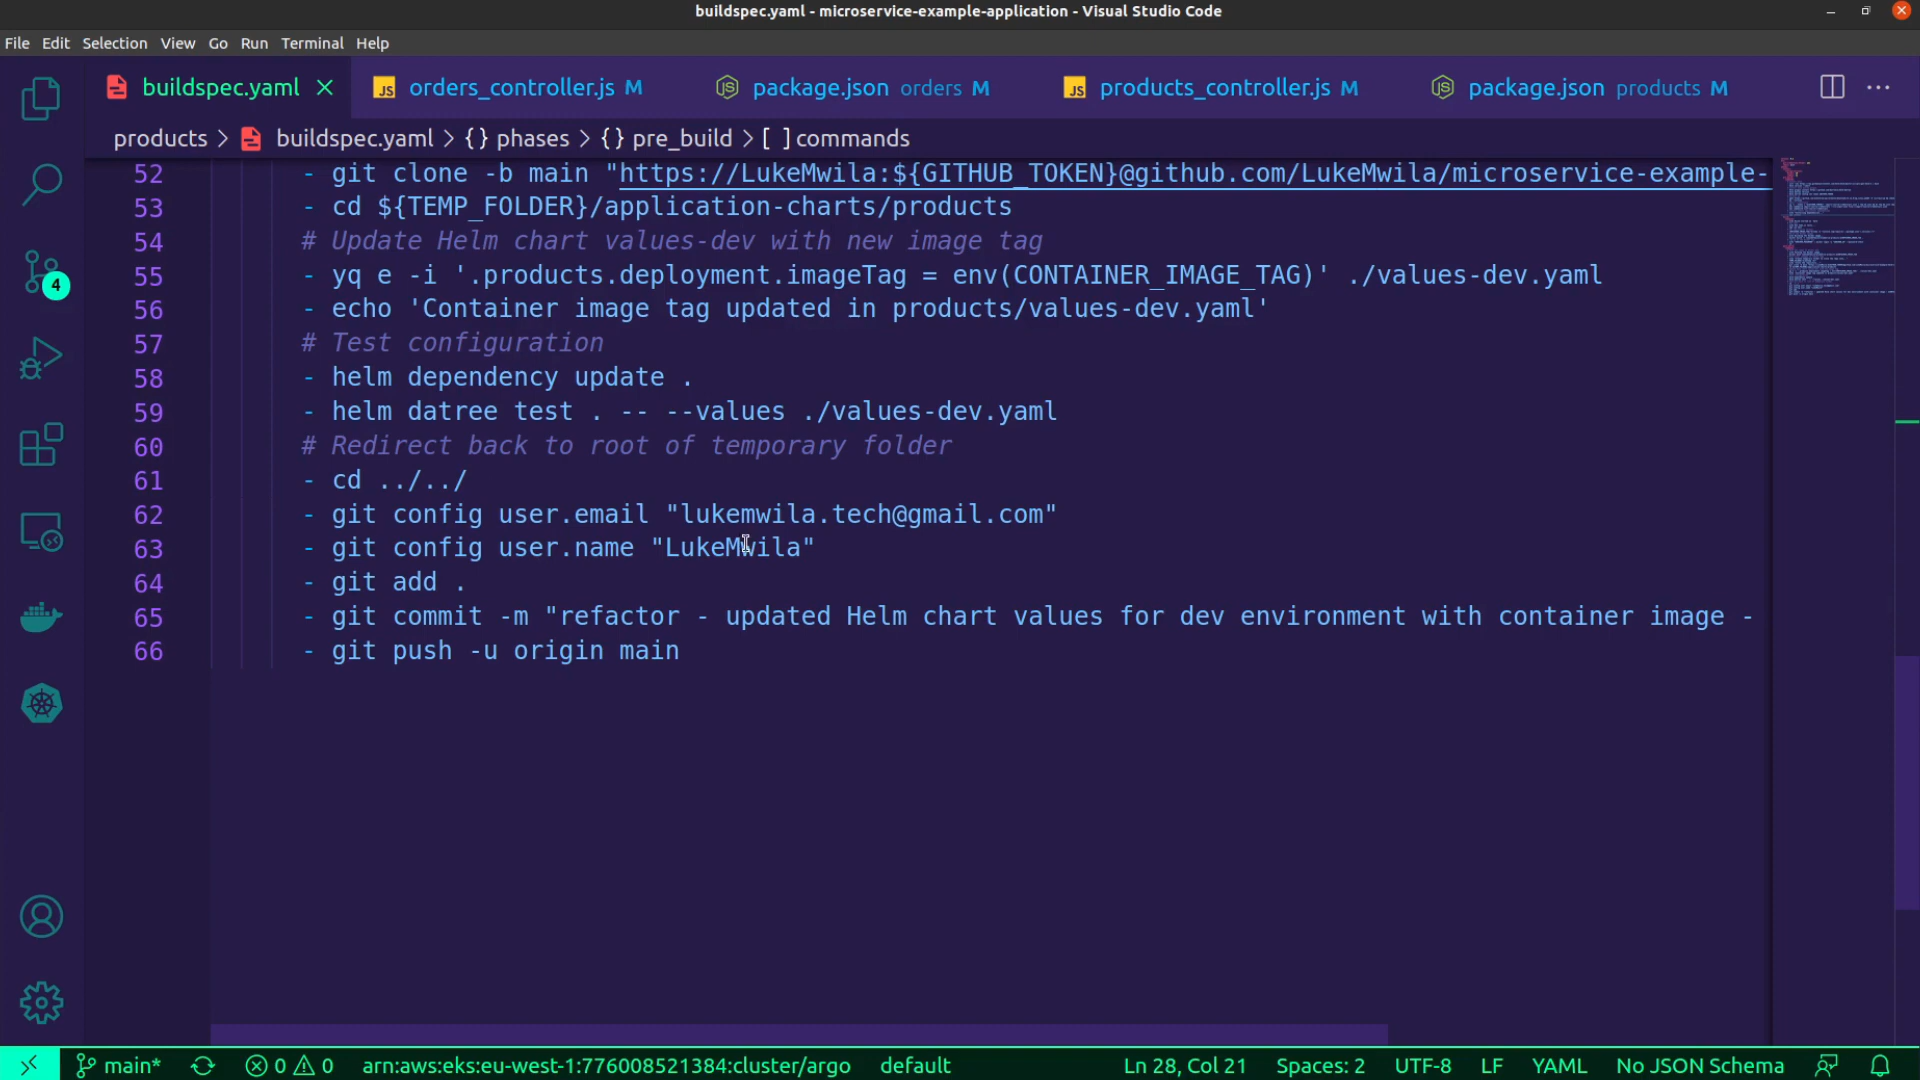 buildspec.yaml - microservice-example-application - Visual Studio Code
File Edit Selection View Go Run Terminal Help
buildspec.yaml JS orders_controller.js M package.json orders M JS products_controller.js M package.json products M
products > buildspec.yaml > {} phases > {} pre_build > [ ] commands
52 - git clone -b main "https://LukeMwila:${GITHUB_TOKEN}@github.com/LukeMwila/microservice-example-
53 - cd ${TEMP_FOLDER}/application-charts/products
54 # Update Helm chart values-dev with new image tag
55 - yq e -i '.products.deployment.imageTag = env(CONTAINER_IMAGE_TAG)' ./values-dev.yaml
56 - echo 'Container image tag updated in products/values-dev.yaml'
57 # Test configuration
58 - helm dependency update .
59 - helm datree test . -- --values ./values-dev.yaml
60 # Redirect back to root of temporary folder
61 - cd ../../
62 - git config user.email "lukemwila.tech@gmail.com"
63 - git config user.name "LukeMwila"
64 - git add .
65 - git commit -m "refactor - updated Helm chart values for dev environment with container image -
66 - git push -u origin main
4
main* 0 0 arn:aws:eks:eu-west-1:776008521384:cluster/argo default Ln 28, Col 21 Spaces: 2 UTF-8 LF YAML No JSON Schema